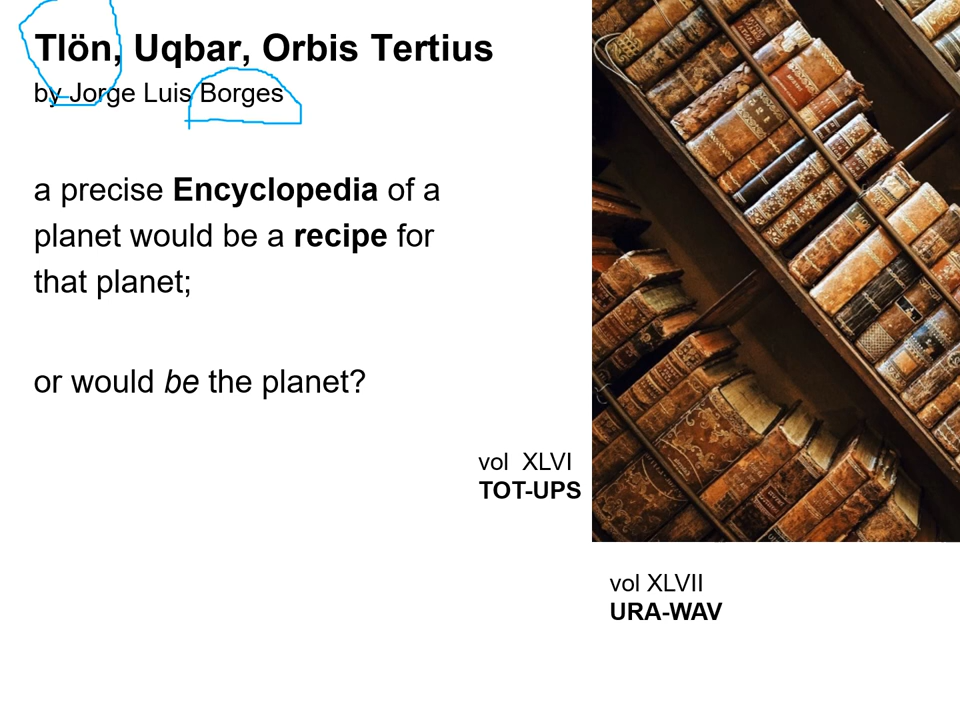 Tlön, Uqbar, Orbis Tertius
by Jorge Luis Borges
a precise Encyclopedia of a
planet would be a recipe for
that planet;
or would be the planet?
vol XLVI
TOT-UPS
vol XLVII
URA-WAV